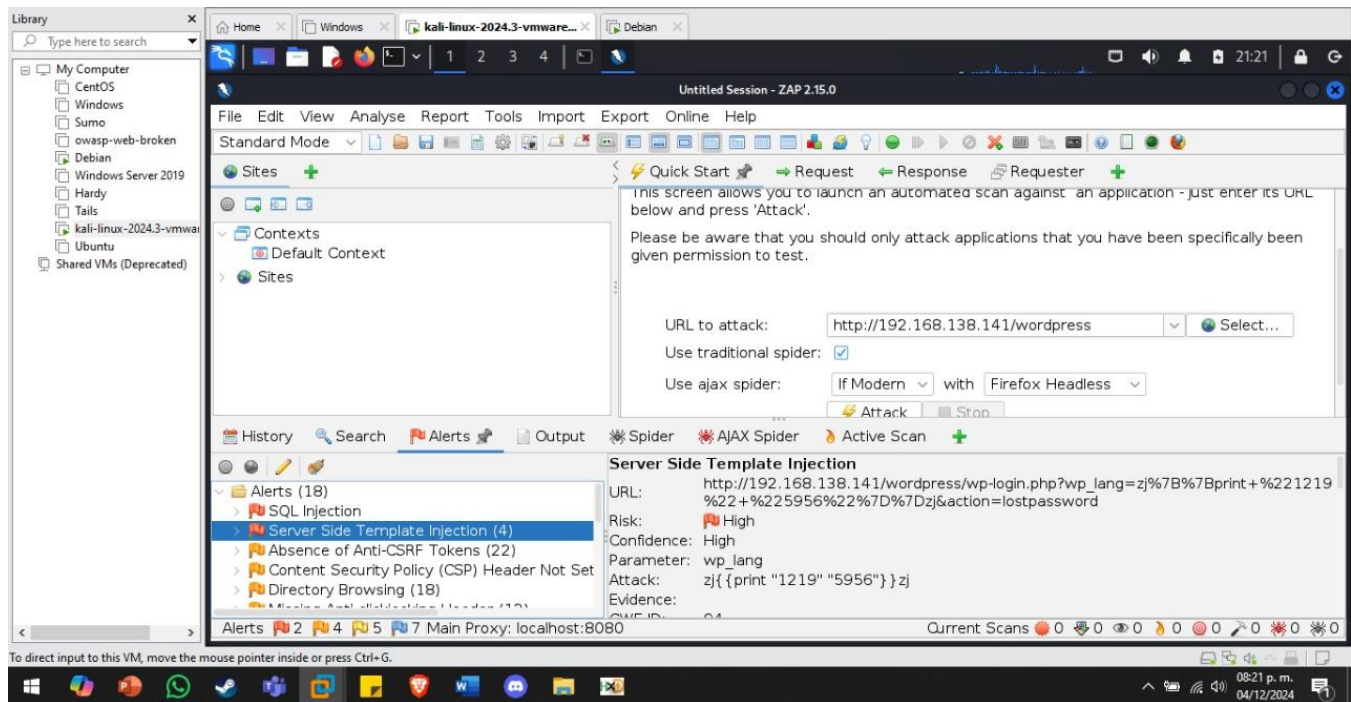 Library
Type here to search
My Computer
CentOS
Windows
Sumo
owasp-web-broken
Debian
Windows Server 2019
Hardy
Tails
kali-linux-2024.3-vmwar
Ubuntu
Shared VMs (Deprecated)
Home
Windows
kali-linux-2024.3-vmware...
Debian
1 2 3 4
21:21
Untitled Session - ZAP 2.15.0
File Edit View Analyse Report Tools Import Export Online Help
Standard Mode
Sites
Quick Start Request Response Requester
Contexts
Default Context
Sites
This screen allows you to launch an automated scan against an application - just enter its URL
below and press 'Attack'.
Please be aware that you should only attack applications that you have been specifically been
given permission to test.
URL to attack: http://192.168.138.141/wordpress Select...
Use traditional spider:
Use ajax spider: If Modern with Firefox Headless
Attack Stop
History Search Alerts Output Spider AJAX Spider Active Scan
Alerts (18)
SQL Injection
Server Side Template Injection (4)
Absence of Anti-CSRF Tokens (22)
Content Security Policy (CSP) Header Not Set
Directory Browsing (18)
Missing Anti-clickjacking Header (12)
Server Side Template Injection
URL: http://192.168.138.141/wordpress/wp-login.php?wp_lang=zj%7B%7Bprint+%221219
%22+%225956%22%7D%7Dzj&action=lostpassword
Risk: High
Confidence: High
Parameter: wp_lang
Attack: zj{{print "1219" "5956"}}zj
Evidence:
CWE ID: 94
Alerts 2 4 5 7 Main Proxy: localhost:8080
Current Scans 0 0 0 0 0 0 0 0
To direct input to this VM, move the mouse pointer inside or press Ctrl+G.
08:21 p. m.
04/12/2024